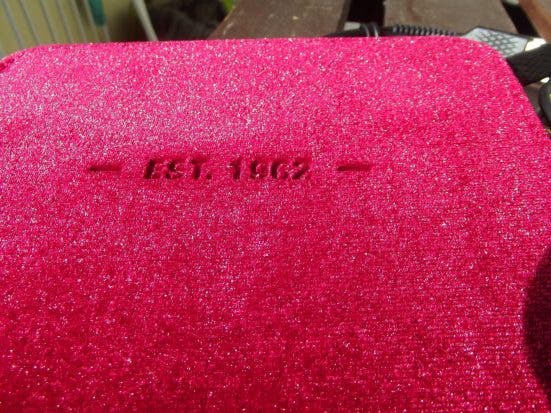 — EST. 1962 —